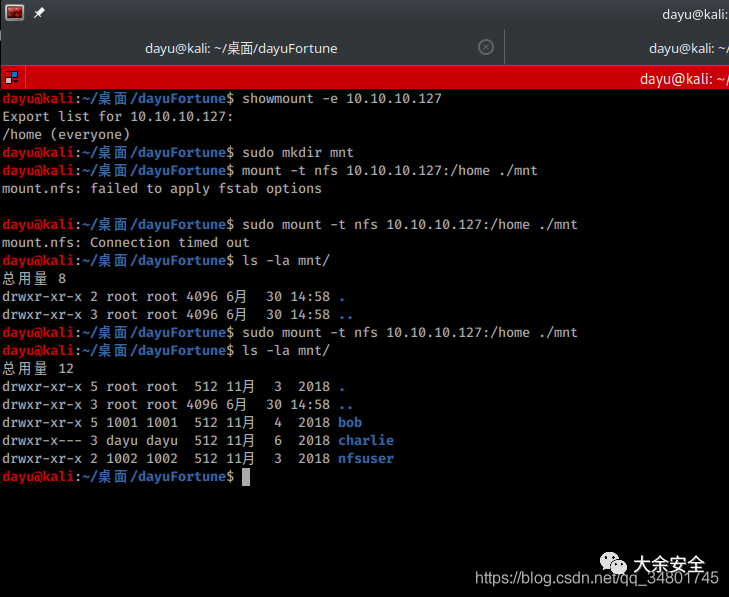 dayu@kali:
dayu@kali: ~/桌面/dayuFortune
dayu@kali: ~/
dayu@kali: ~/
dayu@kali:~/桌面/dayuFortune$ showmount -e 10.10.10.127
Export list for 10.10.10.127:
/home (everyone)
dayu@kali:~/桌面/dayuFortune$ sudo mkdir mnt
dayu@kali:~/桌面/dayuFortune$ mount -t nfs 10.10.10.127:/home ./mnt
mount.nfs: failed to apply fstab options
dayu@kali:~/桌面/dayuFortune$ sudo mount -t nfs 10.10.10.127:/home ./mnt
mount.nfs: Connection timed out
dayu@kali:~/桌面/dayuFortune$ ls -la mnt/
总用量 8
drwxr-xr-x 2 root root 4096 6月  30 14:58 .
drwxr-xr-x 3 root root 4096 6月  30 14:58 ..
dayu@kali:~/桌面/dayuFortune$ sudo mount -t nfs 10.10.10.127:/home ./mnt
dayu@kali:~/桌面/dayuFortune$ ls -la mnt/
总用量 12
drwxr-xr-x 5 root root  512 11月  3  2018 .
drwxr-xr-x 3 root root 4096 6月  30 14:58 ..
drwxr-xr-x 5 1001 1001  512 11月  4  2018 bob
drwxr-x--- 3 dayu dayu  512 11月  6  2018 charlie
drwxr-xr-x 2 1002 1002  512 11月  3  2018 nfsuser
dayu@kali:~/桌面/dayuFortune$
大余安全
https://blog.csdn.net/qq_34801745